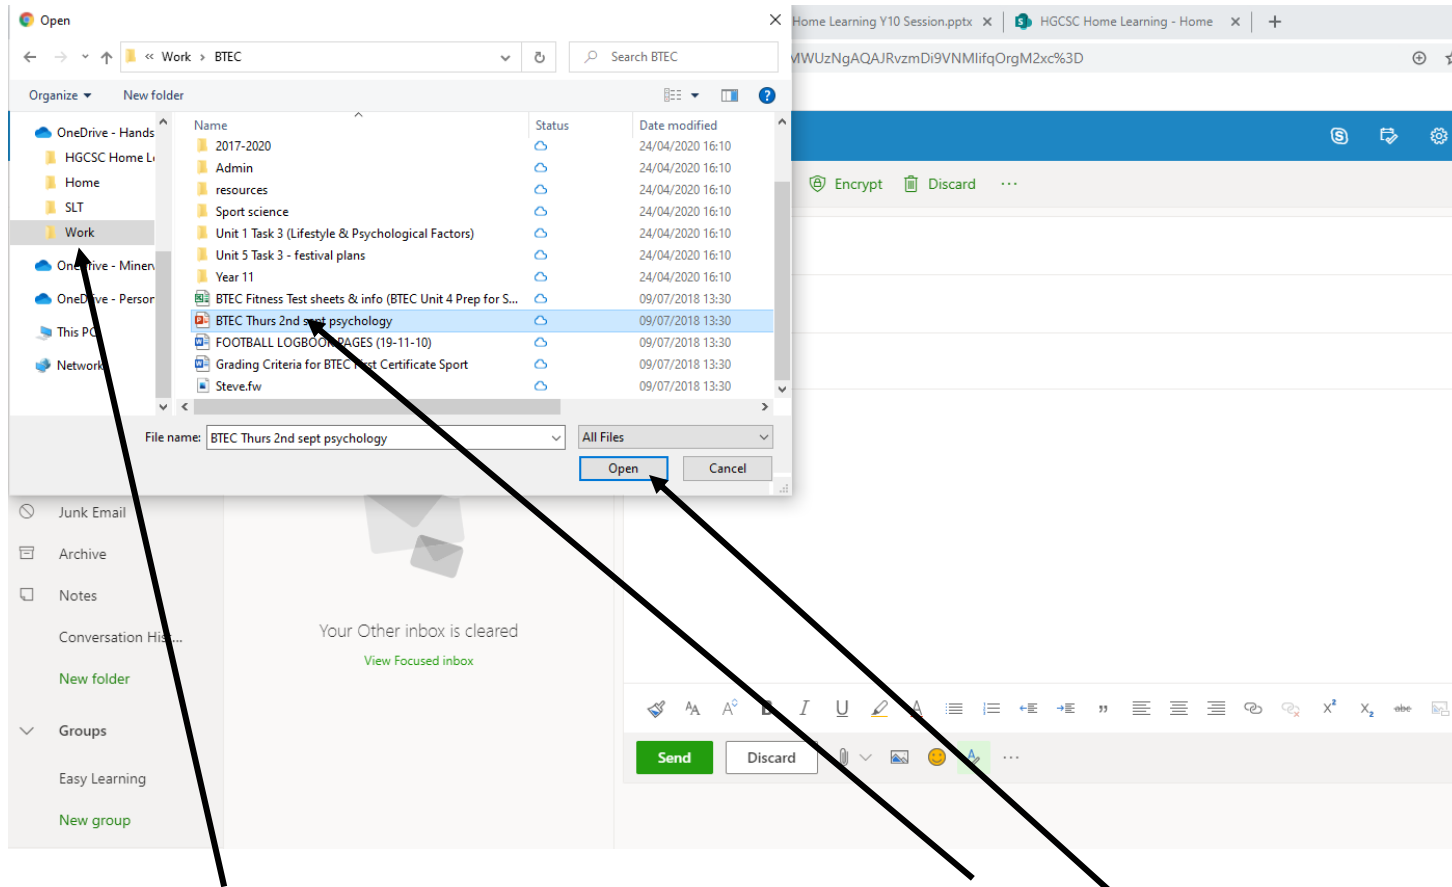 Open
Home Learning Y10 Session.pptx
HGCSC Home Learning - Home
« Work › BTEC
Search BTEC
MWUzNgAQAJRvzmDi9VNMIifqOrgM2xc%3D
Organize
New folder
OneDrive - Hands
HGCSC Home L
Home
SLT
Work
OneDrive - Miner
OneDrive - Person
This PC
Network
Name Status Date modified
2017-2020 24/04/2020 16:10
Admin 24/04/2020 16:10
resources 24/04/2020 16:10
Sport science 24/04/2020 16:10
Unit 1 Task 3 (Lifestyle & Psychological Factors) 24/04/2020 16:10
Unit 5 Task 3 - festival plans 24/04/2020 16:10
Year 11 24/04/2020 16:10
BTEC Fitness Test sheets & info (BTEC Unit 4 Prep for S... 09/07/2018 13:30
BTEC Thurs 2nd sept psychology 09/07/2018 13:30
FOOTBALL LOGBOOK PAGES (19-11-10) 09/07/2018 13:30
Grading Criteria for BTEC First Certificate Sport 09/07/2018 13:30
Steve.fw 09/07/2018 13:30
File name: BTEC Thurs 2nd sept psychology
All Files
Open
Cancel
Encrypt
Discard
Junk Email
Archive
Notes
Conversation His...
New folder
Groups
Easy Learning
New group
Your Other inbox is cleared
View Focused inbox
Send
Discard